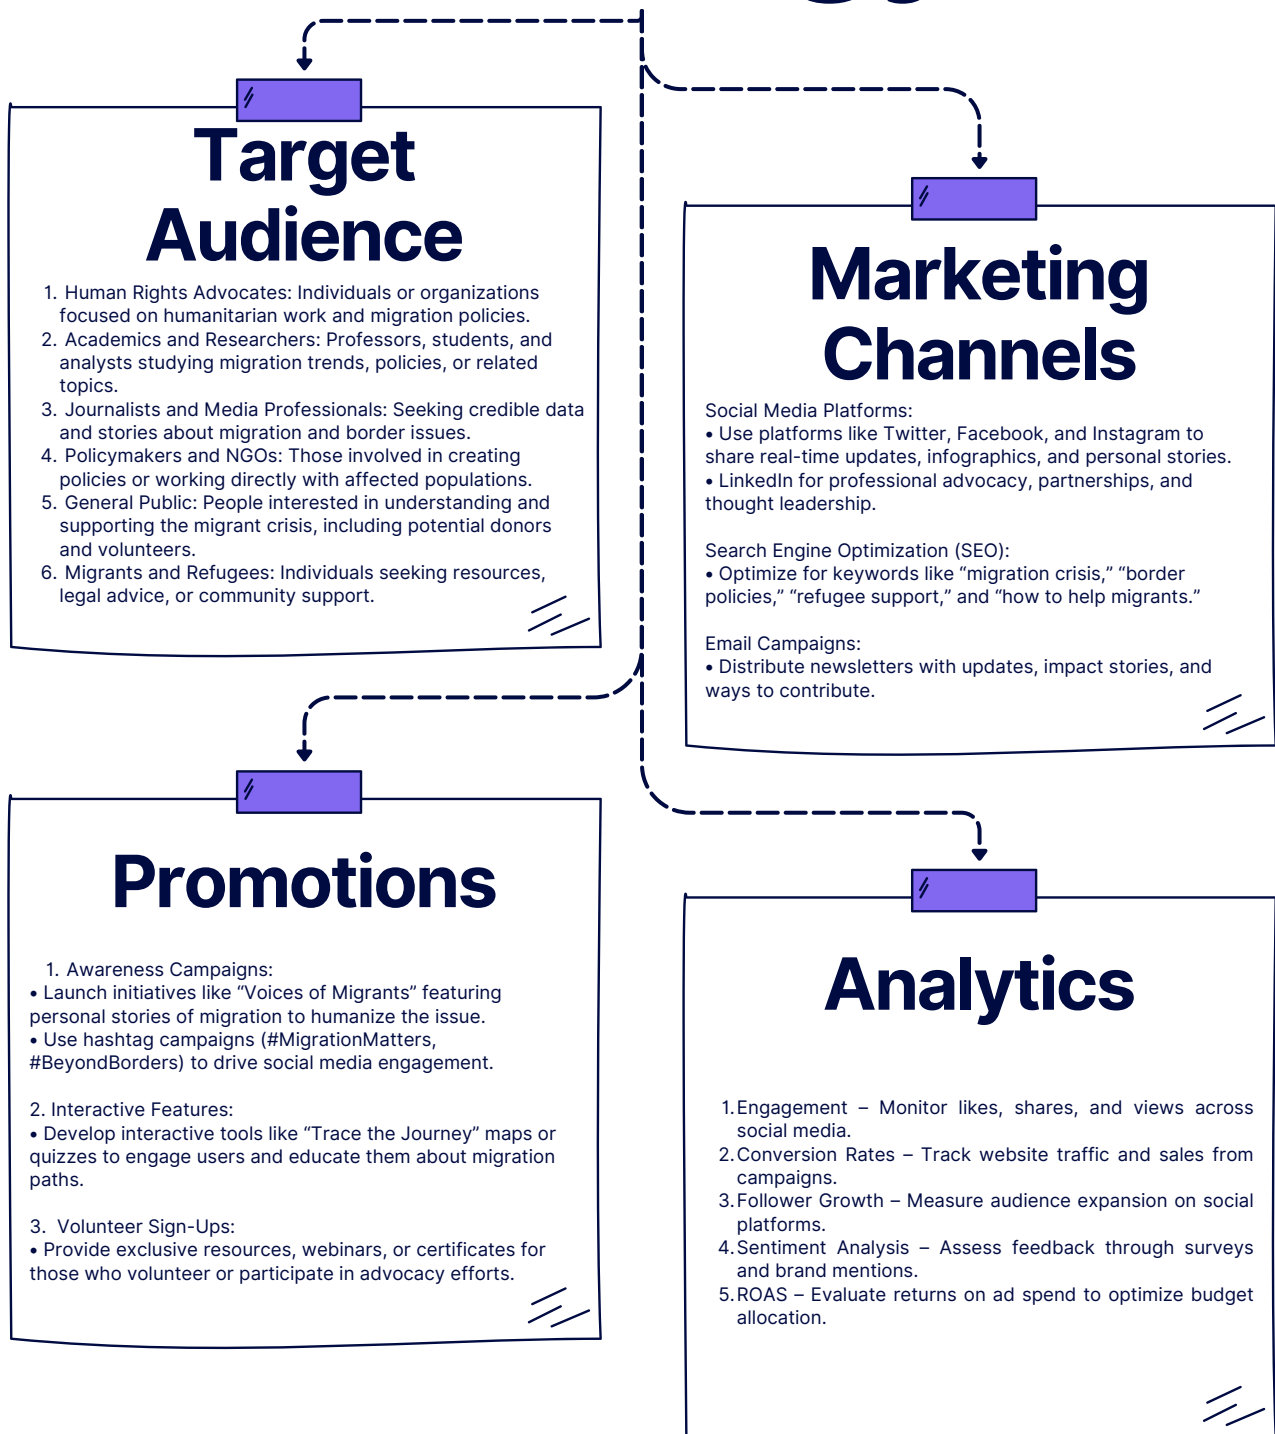 Target
Audience
1. Human Rights Advocates: Individuals or organizations
focused on humanitarian work and migration policies.
2. Academics and Researchers: Professors, students, and
analysts studying migration trends, policies, or related
topics.
3. Journalists and Media Professionals: Seeking credible data
and stories about migration and border issues.
4. Policymakers and NGOs: Those involved in creating
policies or working directly with affected populations.
5. General Public: People interested in understanding and
supporting the migrant crisis, including potential donors
and volunteers.
6. Migrants and Refugees: Individuals seeking resources,
legal advice, or community support.
Marketing
Channels
Social Media Platforms:
• Use platforms like Twitter, Facebook, and Instagram to
share real-time updates, infographics, and personal stories.
• LinkedIn for professional advocacy, partnerships, and
thought leadership.
Search Engine Optimization (SEO):
• Optimize for keywords like “migration crisis,” “border
policies,” “refugee support,” and “how to help migrants.”
Email Campaigns:
• Distribute newsletters with updates, impact stories, and
ways to contribute.
Promotions
1. Awareness Campaigns:
• Launch initiatives like “Voices of Migrants” featuring
personal stories of migration to humanize the issue.
• Use hashtag campaigns (#MigrationMatters,
#BeyondBorders) to drive social media engagement.
2. Interactive Features:
• Develop interactive tools like “Trace the Journey” maps or
quizzes to engage users and educate them about migration
paths.
3. Volunteer Sign-Ups:
• Provide exclusive resources, webinars, or certificates for
those who volunteer or participate in advocacy efforts.
Analytics
1. Engagement – Monitor likes, shares, and views across
social media.
2. Conversion Rates – Track website traffic and sales from
campaigns.
3. Follower Growth – Measure audience expansion on social
platforms.
4. Sentiment Analysis – Assess feedback through surveys
and brand mentions.
5. ROAS – Evaluate returns on ad spend to optimize budget
allocation.